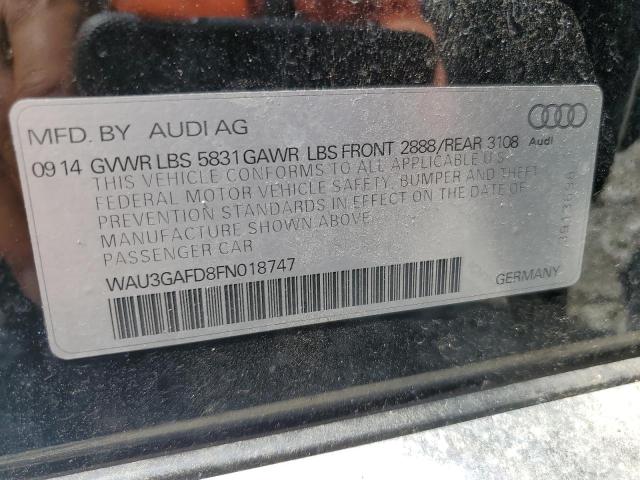 MFD. BY AUDI AG
09 14 GVWR LBS 5831 GAWR LBS FRONT 2888/REAR 3108
Audi
THIS VEHICLE CONFORMS TO ALL APPLICABLE U.S.
FEDERAL MOTOR VEHICLE SAFETY, BUMPER AND THEFT
PREVENTION STANDARDS IN EFFECT ON THE DATE OF
MANUFACTURE SHOWN ABOVE.
PASSENGER CAR
WAU3GAFD8FN018747
GERMANY